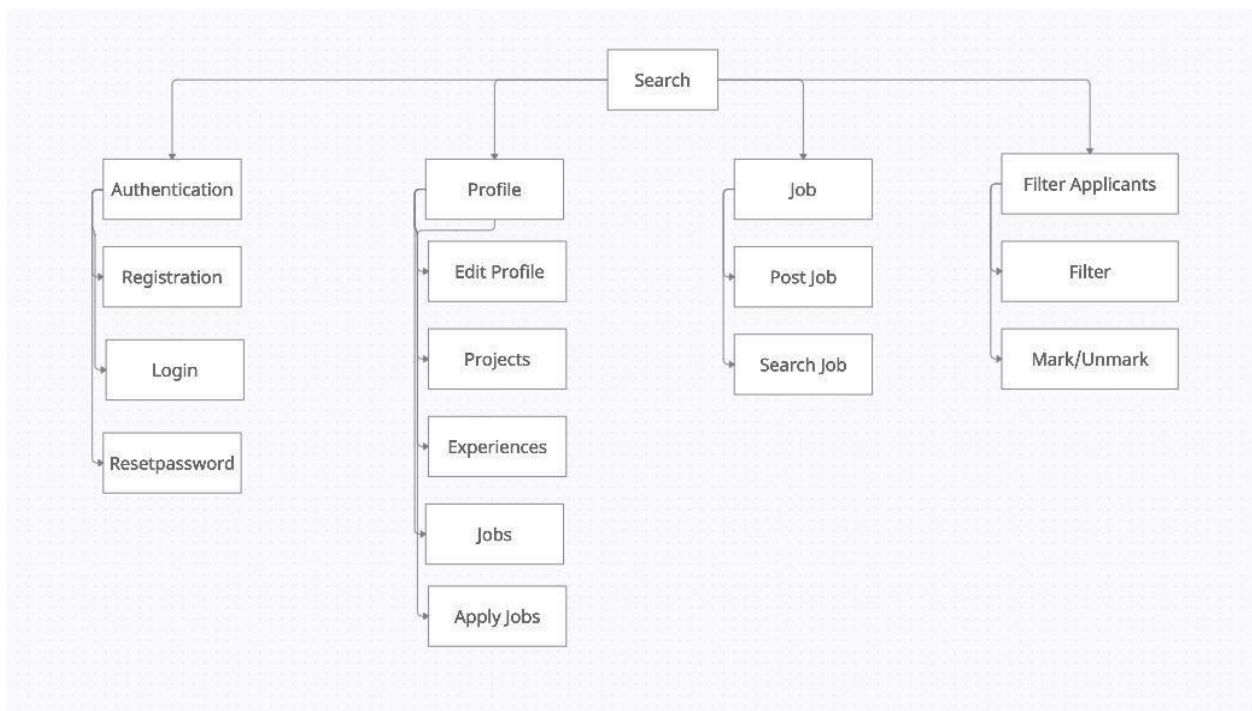 Search
Authentication
Registration
Login
Resetpassword
Profile
Edit Profile
Projects
Experiences
Jobs
Apply Jobs
Job
Post Job
Search Job
Filter Applicants
Filter
Mark/Unmark